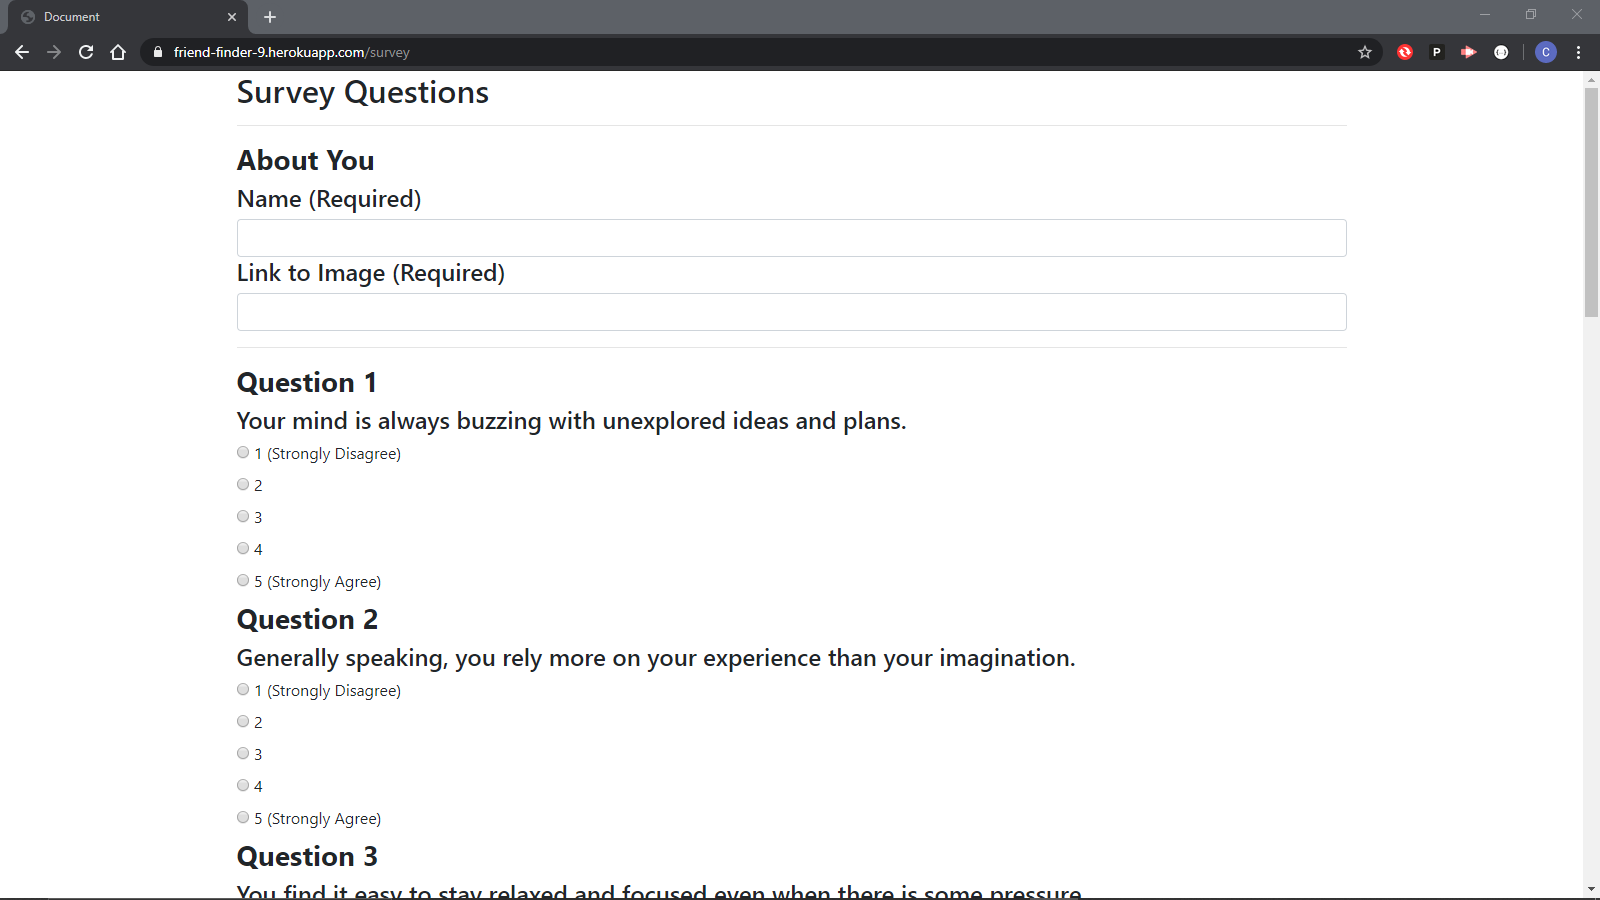 Document
friend-finder-9.herokuapp.com/survey
P
C
Survey Questions
About You
Name (Required)
Link to Image (Required)
Question 1
Your mind is always buzzing with unexplored ideas and plans.
1 (Strongly Disagree)
2
3
4
5 (Strongly Agree)
Question 2
Generally speaking, you rely more on your experience than your imagination.
1 (Strongly Disagree)
2
3
4
5 (Strongly Agree)
Question 3
You find it easy to stay relaxed and focused even when there is some pressure.